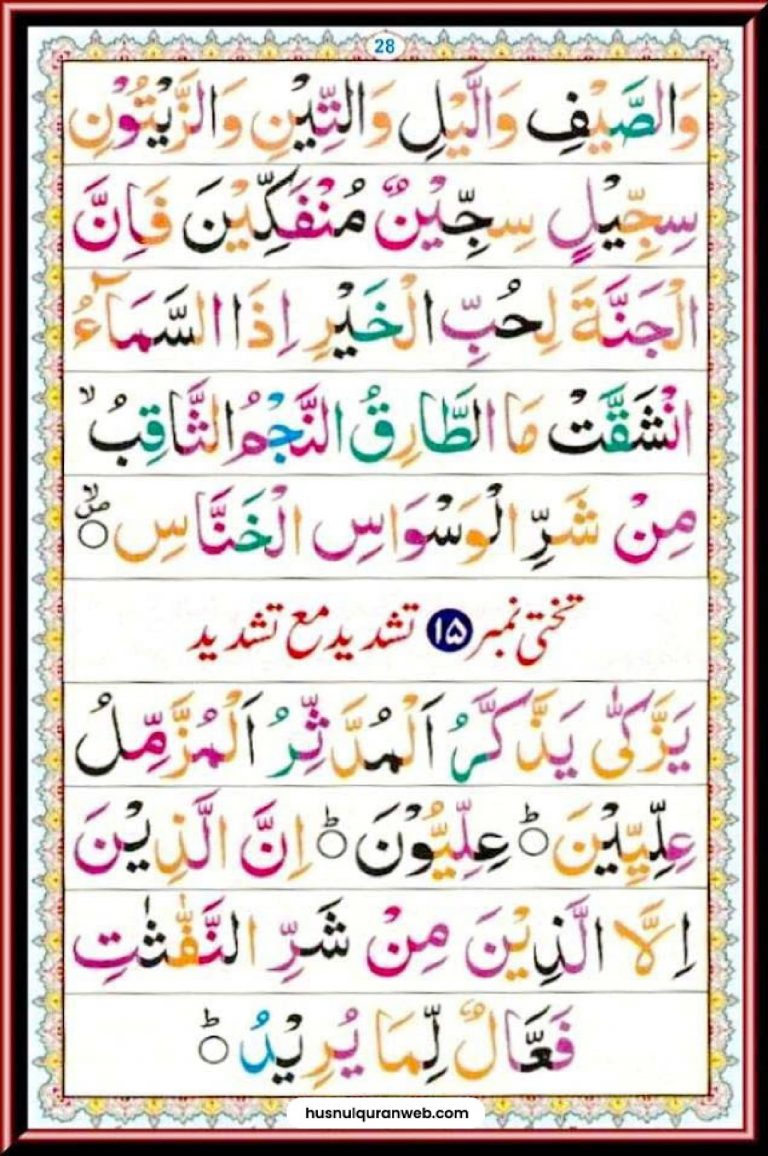 28
وَالصَّيْفِ وَالَّيْلِ وَالتِّيْنِ وَالزَّيْتُوْنِ
سِجِّيْلٍ سِجِّيْنٌ مُنْفَكِّيْنَ فَاِنَّ
الْجَنَّةَ لِحُبِّ الْخَيْرِ اِذَا السَّمَآءُ
انْشَقَّتْ مَا الطَّارِقُ النَّجْمُ الثَّاقِبُ ۙ
مِنْ شَرِّ الْوَسْوَاسِ الْخَنَّاسِ ۙ○ص
تختی نمبر ۱۵ تشدید مع تشدید
يَزَّكّٰى يَذَّكَّرُ اَلْمُدَّثِّرُ اَلْمُزَّمِّلُ
عِلِّيِّيْنَ ○ؕ عِلِّيُّوْنَ ○ؕ اِنَّ الَّذِيْنَ
اِلَّا الَّذِيْنَ مِنْ شَرِّ النَّفّٰثٰتِ
فَعَّالٌ لِّمَا يُرِيْدُ ○ؕ
husnulquranweb.com